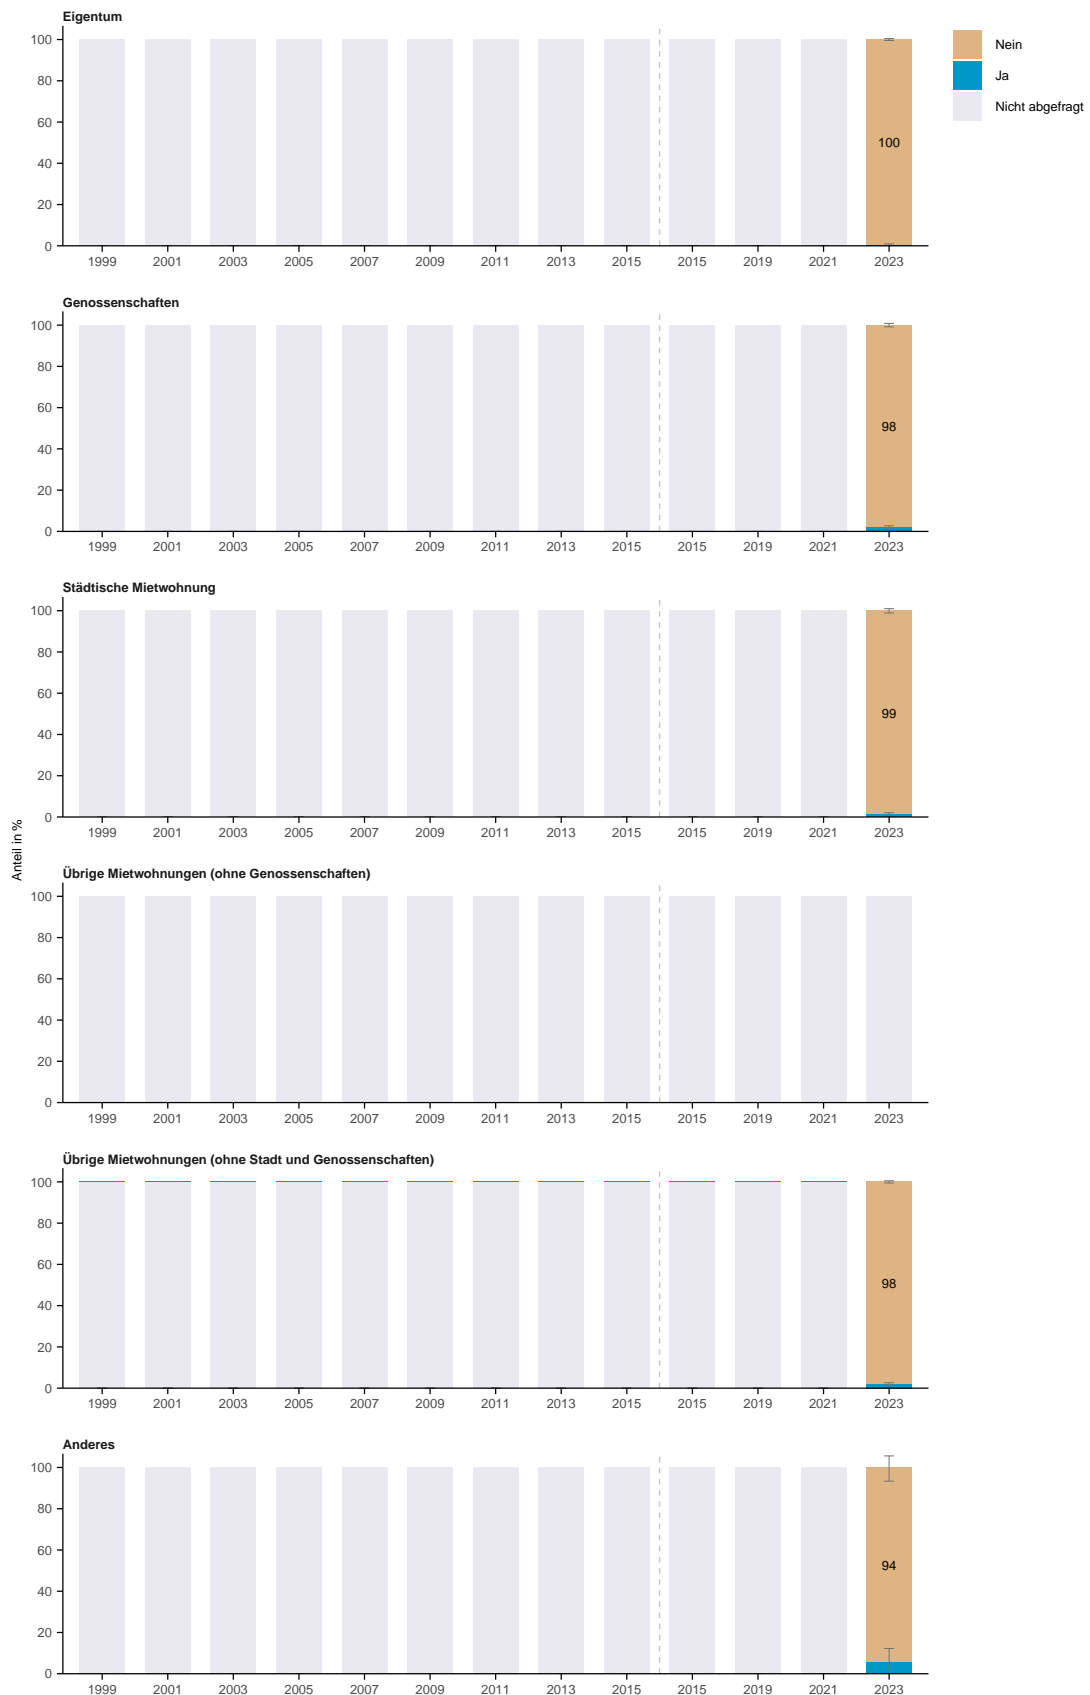 Eigentum
100
80
60
40
20
0
100
1999 2001 2003 2005 2007 2009 2011 2013 2015 2015 2019 2021 2023
Nein
Ja
Nicht abgefragt
Genossenschaften
100
80
60
40
20
0
98
1999 2001 2003 2005 2007 2009 2011 2013 2015 2015 2019 2021 2023
Städtische Mietwohnung
100
80
60
40
20
0
99
1999 2001 2003 2005 2007 2009 2011 2013 2015 2015 2019 2021 2023
Anteil in %
Übrige Mietwohnungen (ohne Genossenschaften)
100
80
60
40
20
0
1999 2001 2003 2005 2007 2009 2011 2013 2015 2015 2019 2021 2023
Übrige Mietwohnungen (ohne Stadt und Genossenschaften)
100
80
60
40
20
0
98
1999 2001 2003 2005 2007 2009 2011 2013 2015 2015 2019 2021 2023
Anderes
100
80
60
40
20
0
94
1999 2001 2003 2005 2007 2009 2011 2013 2015 2015 2019 2021 2023